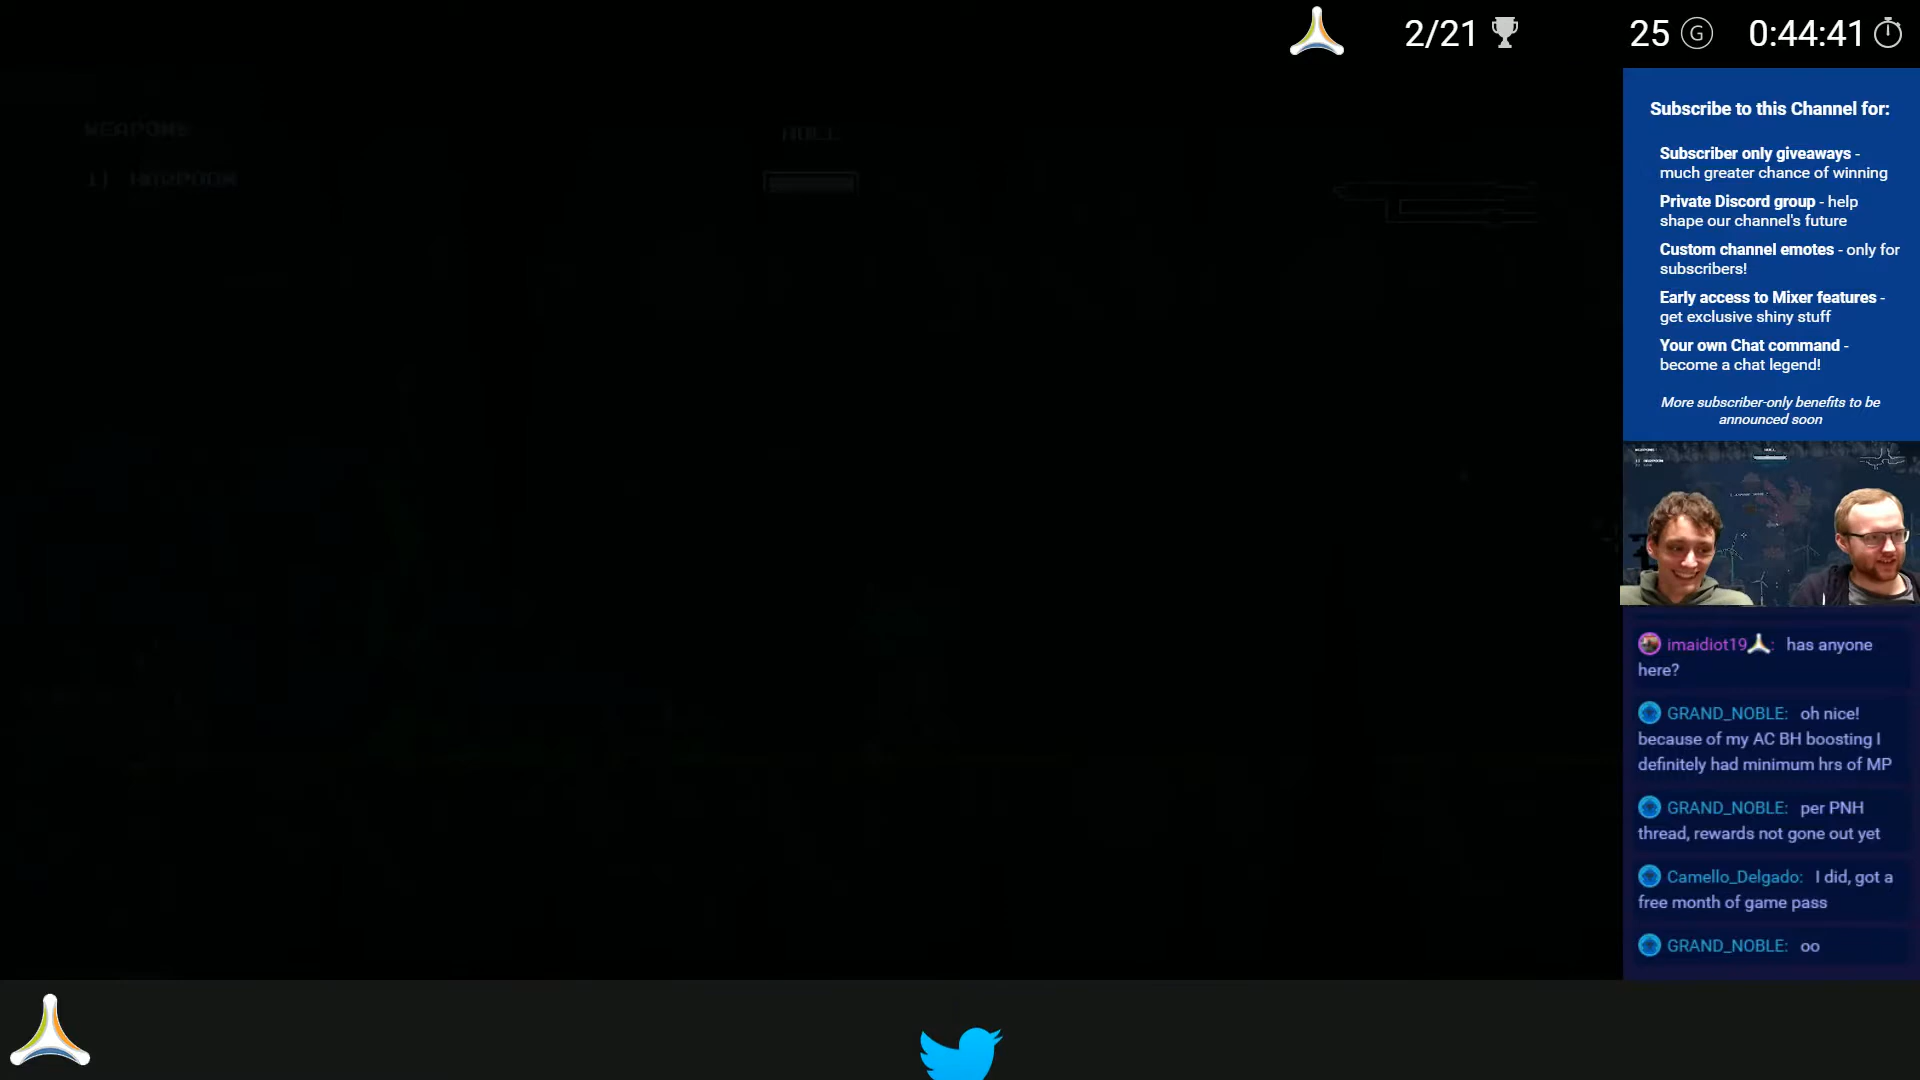 2/21
25 G
0:44:41
WEAPONS
HULL
1) HARPOON
Subscribe to this Channel for:
Subscriber only giveaways -
much greater chance of winning
Private Discord group - help
shape our channel's future
Custom channel emotes - only for
subscribers!
Early access to Mixer features -
get exclusive shiny stuff
Your own Chat command -
become a chat legend!
More subscriber-only benefits to be
announced soon
imaidiot19: has anyone
here?
GRAND_NOBLE: oh nice!
because of my AC BH boosting I
definitely had minimum hrs of MP
GRAND_NOBLE: per PNH
thread, rewards not gone out yet
Camello_Delgado: I did, got a
free month of game pass
GRAND_NOBLE: oo